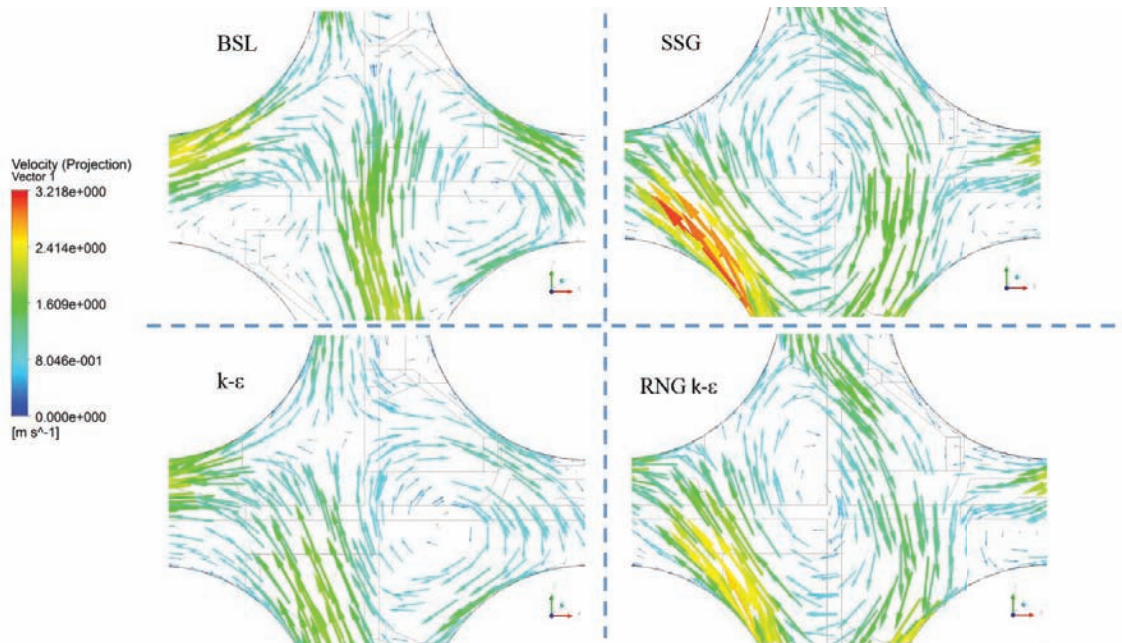 BSL
SSG
Velocity (Projection)
Vector 1
3.218e+000
2.414e+000
1.609e+000
8.046e-001
0.000e+000
[m s^-1]
k-ε
RNG k-ε